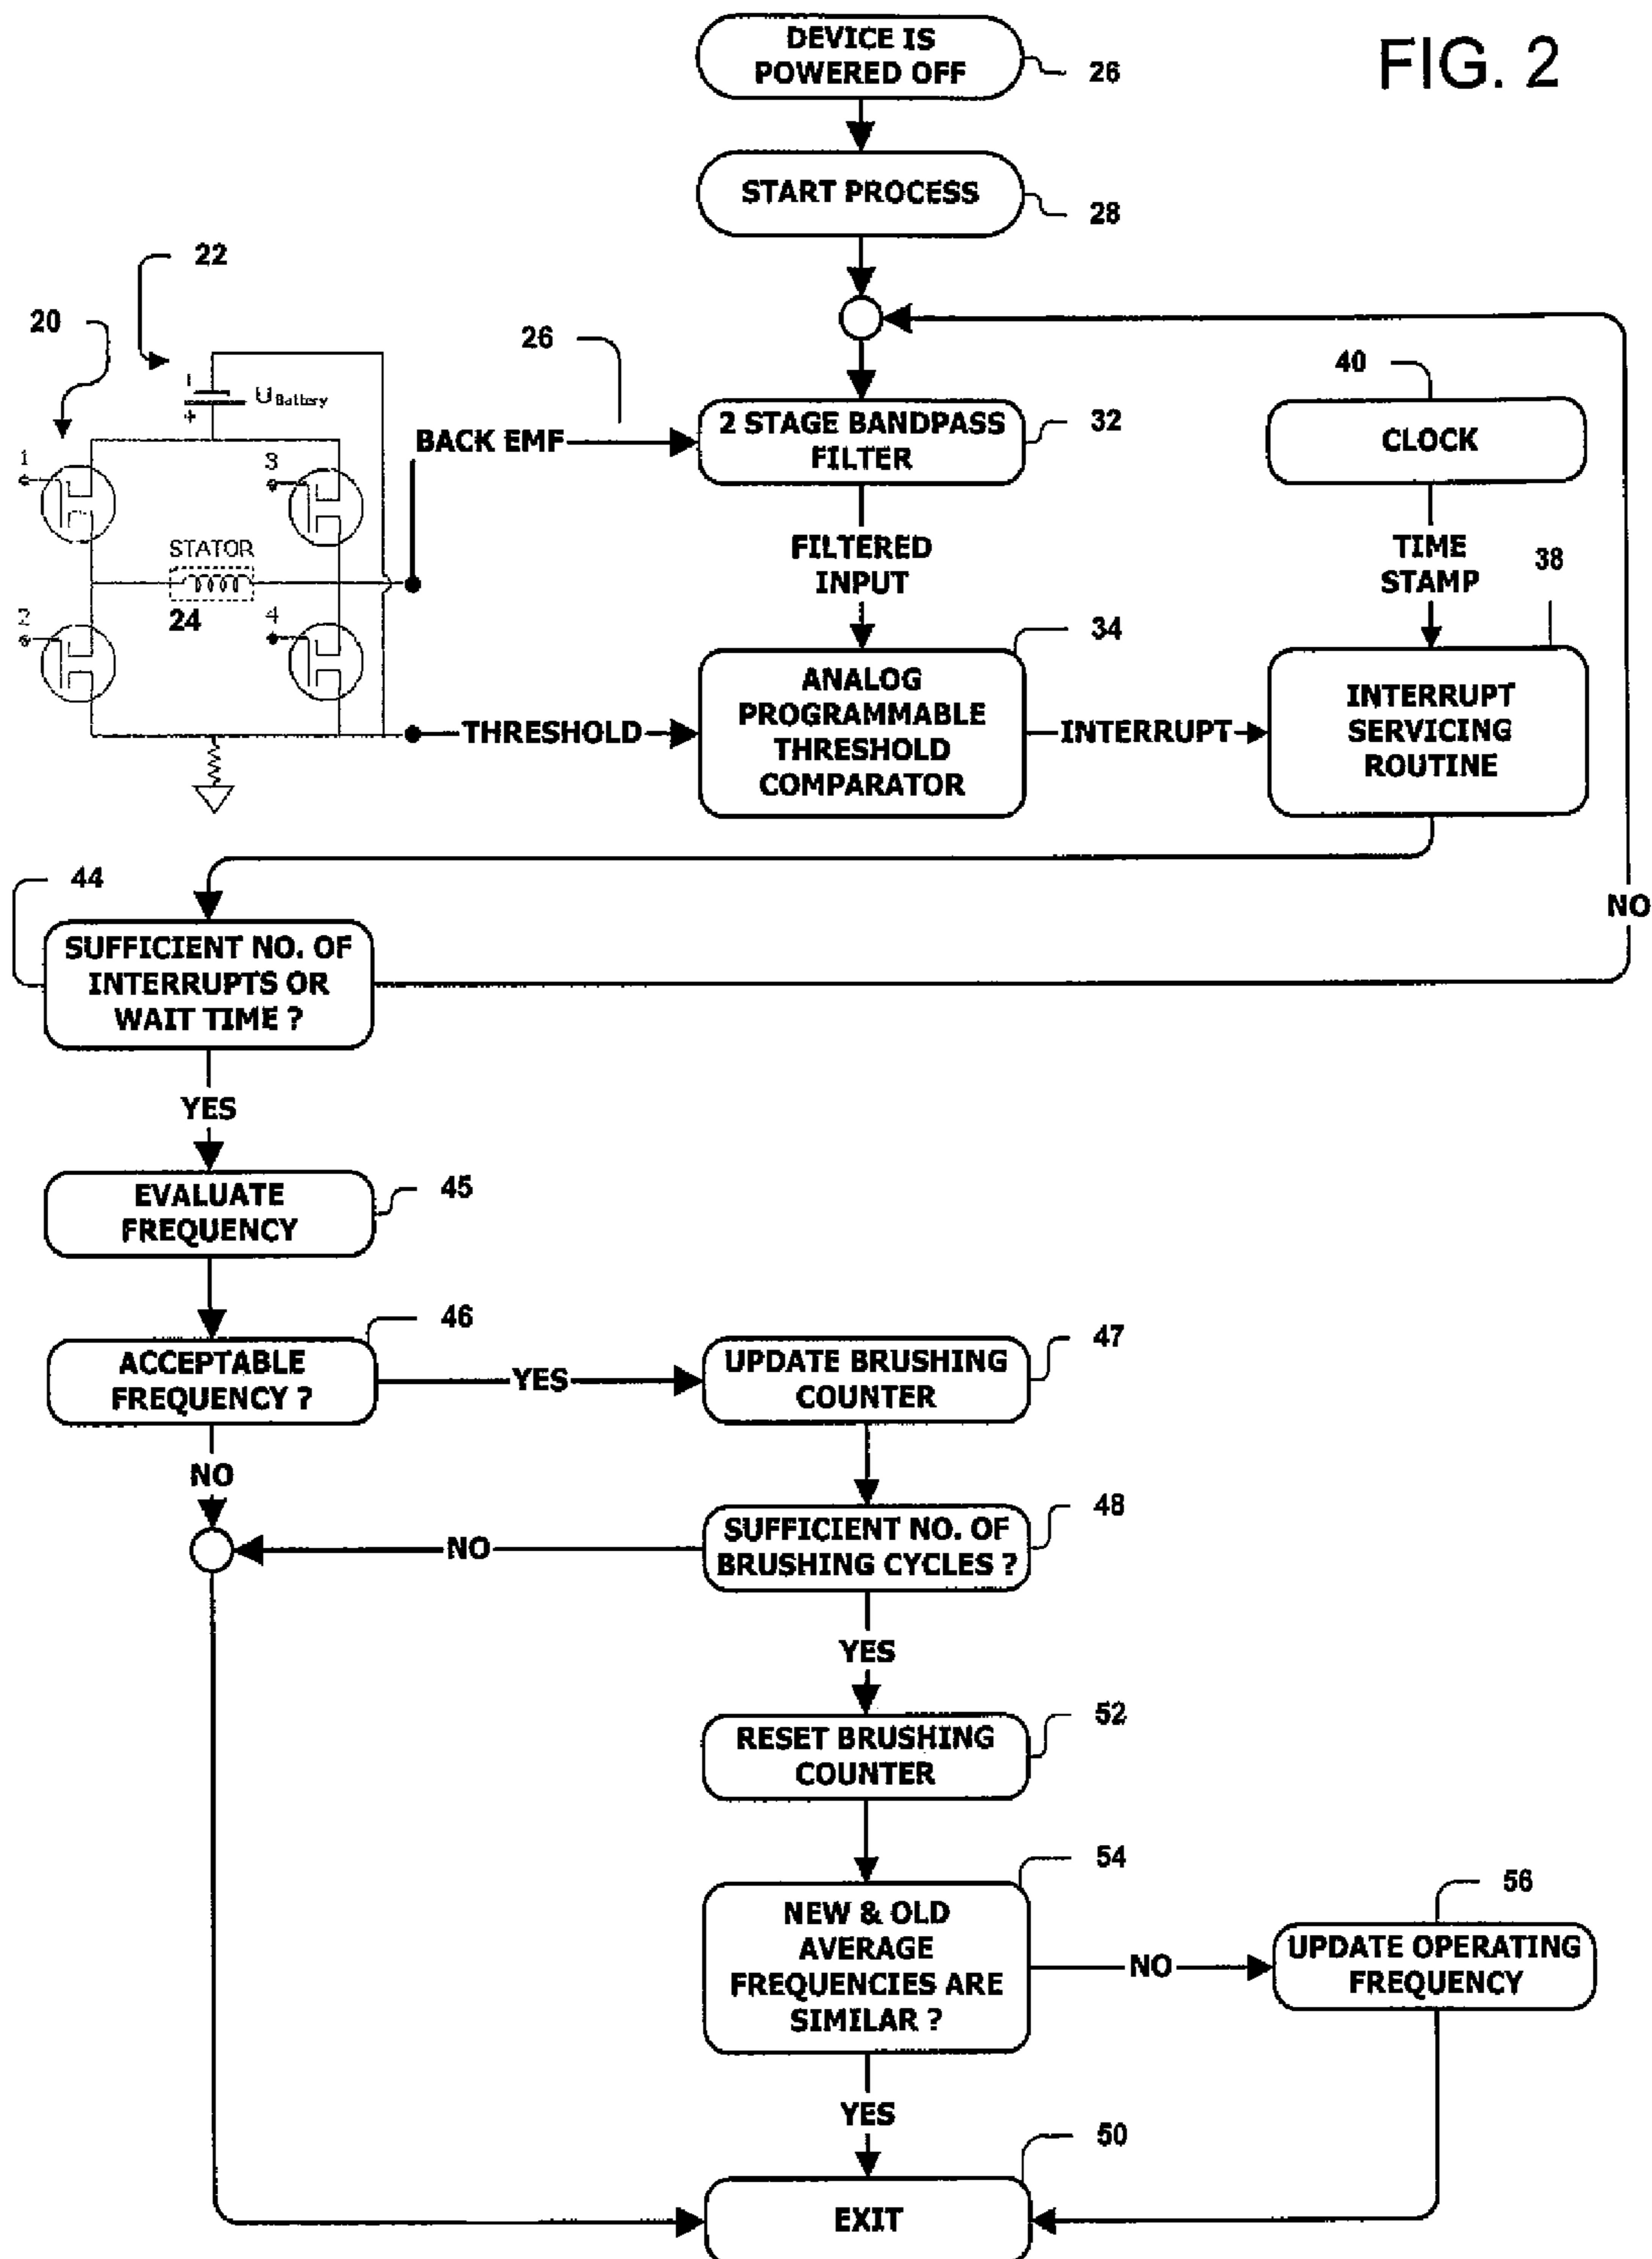 FIG. 2
DEVICE IS
POWERED OFF
26
START PROCESS
28
22
20
U Battery
+
1
3
STATOR
24
2
4
26
BACK EMF
2 STAGE BANDPASS
FILTER
32
40
CLOCK
FILTERED
INPUT
TIME
STAMP
38
34
THRESHOLD
ANALOG
PROGRAMMABLE
THRESHOLD
COMPARATOR
INTERRUPT
INTERRUPT
SERVICING
ROUTINE
NO
44
SUFFICIENT NO. OF
INTERRUPTS OR
WAIT TIME ?
YES
EVALUATE
FREQUENCY
45
46
ACCEPTABLE
FREQUENCY ?
YES
UPDATE BRUSHING
COUNTER
47
NO
SUFFICIENT NO. OF
BRUSHING CYCLES ?
48
NO
YES
RESET BRUSHING
COUNTER
52
54
NEW & OLD
AVERAGE
FREQUENCIES ARE
SIMILAR ?
NO
56
UPDATE OPERATING
FREQUENCY
YES
50
EXIT